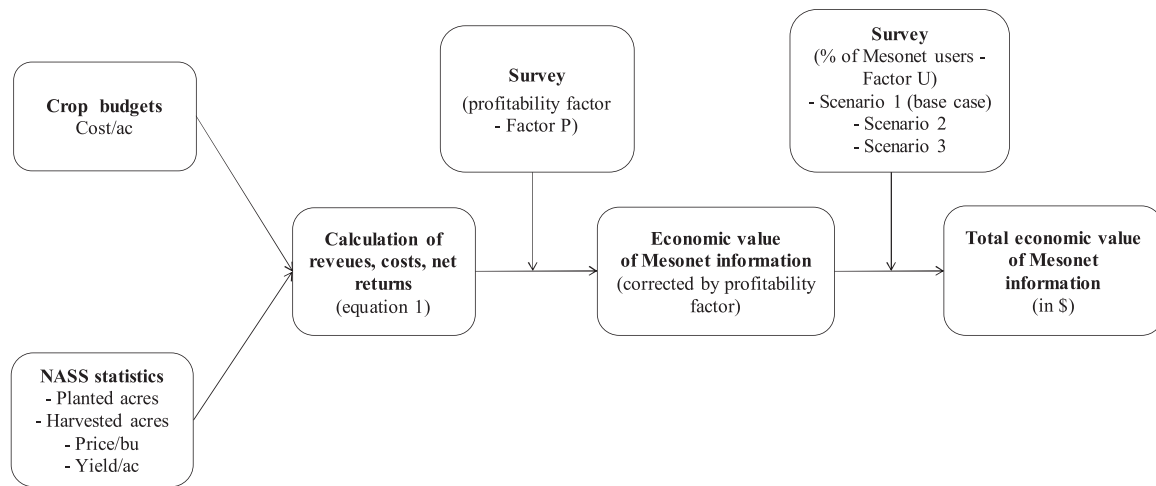 Crop budgets
Cost/ac
NASS statistics
- Planted acres
- Harvested acres
- Price/bu
- Yield/ac
Calculation of
reveues, costs, net
returns
(equation 1)
Survey
(profitability factor
- Factor P)
Economic value
of Mesonet information
(corrected by profitability
factor)
Survey
(% of Mesonet users -
Factor U)
- Scenario 1 (base case)
- Scenario 2
- Scenario 3
Total economic value
of Mesonet
information
(in $)